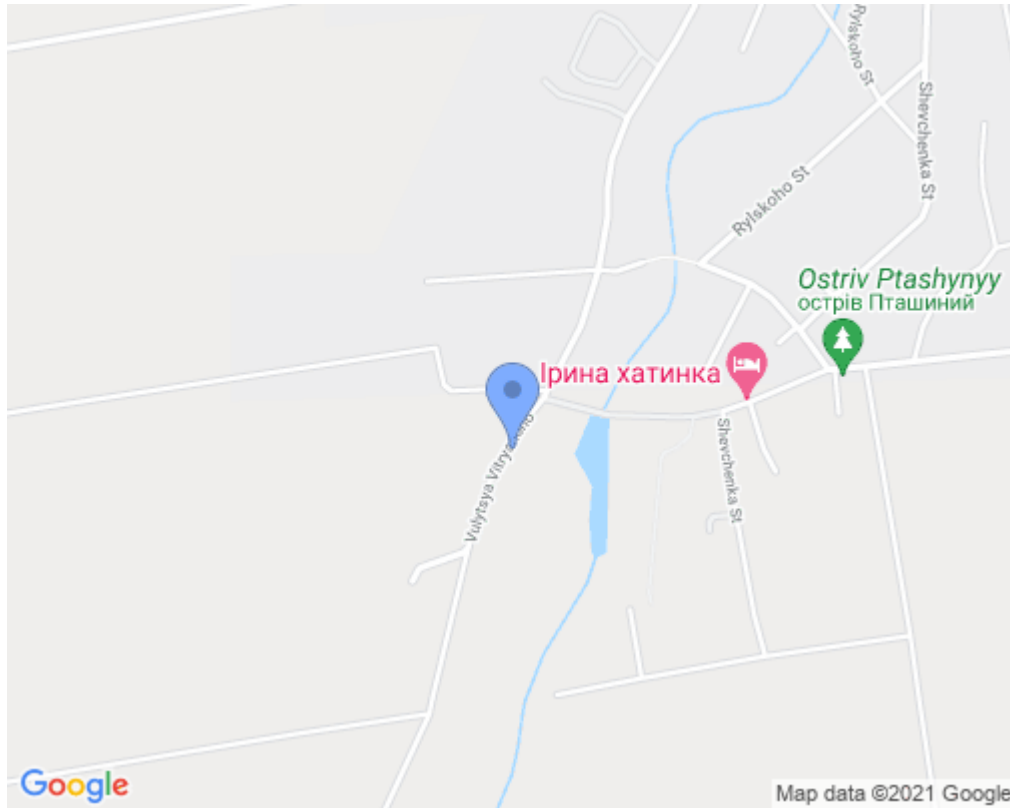 Rylskoho St
Shevchenka St
Rylskoho St
Ostriv Ptashynyy
острів Пташиний
Ірина хатинка
Vulytsya
Shevchenka St
Google
Map data ©2021 Google